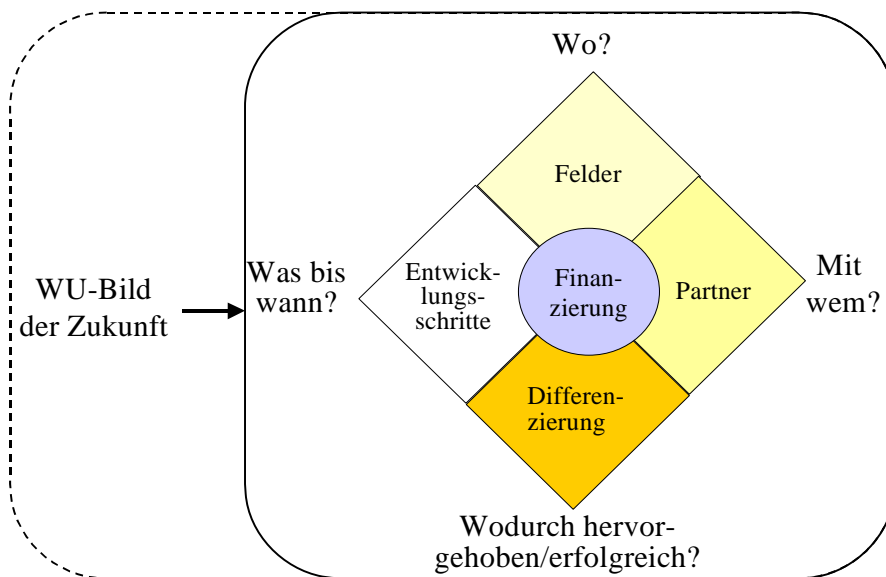 Wo?
Felder
WU-Bild
der Zukunft
Was bis
wann?
Entwick-
lungs-
schritte
Finan-
zierung
Partner
Mit
wem?
Differen-
zierung
Wodurch hervor-
gehoben/erfolgreich?